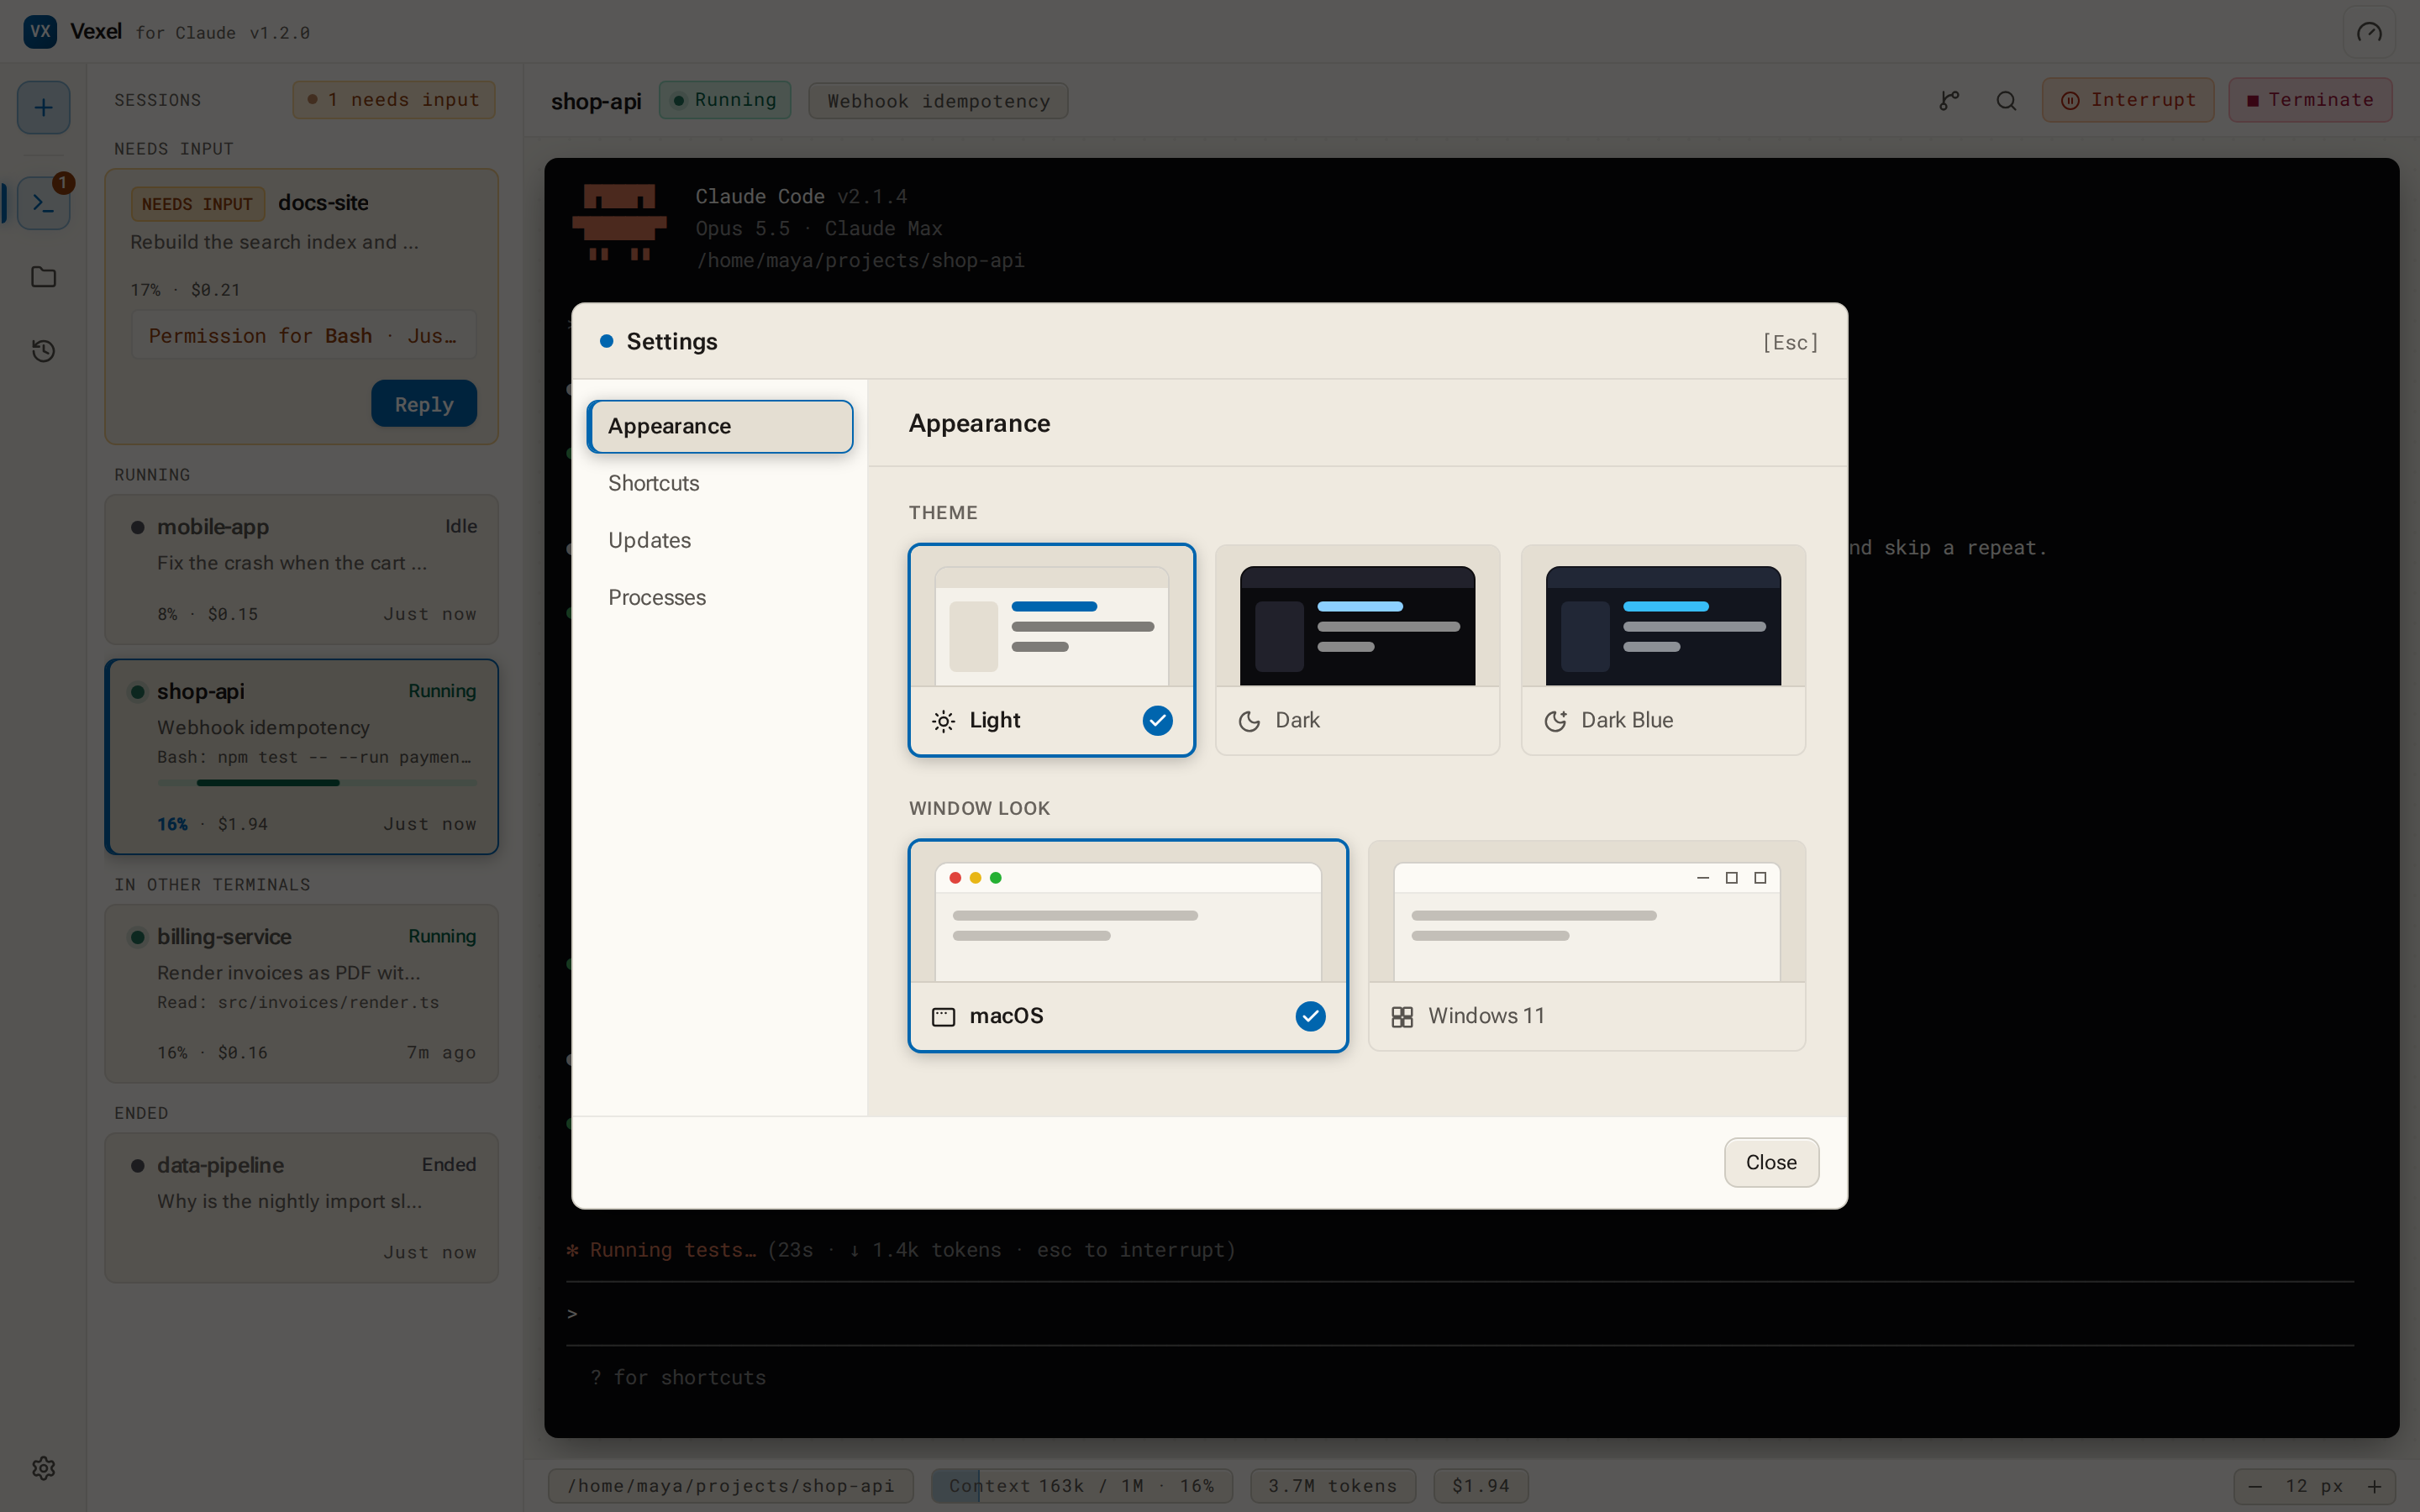 VX Vexel for Claude v1.2.0
SESSIONS
1 needs input
NEEDS INPUT
NEEDS INPUT docs-site
Rebuild the search index and ...
17% · $0.21
Permission for Bash · Jus…
Reply
RUNNING
mobile-app Idle
Fix the crash when the cart ...
8% · $0.15 Just now
shop-api Running
Webhook idempotency
Bash: npm test -- --run paymen…
16% · $1.94 Just now
IN OTHER TERMINALS
billing-service Running
Render invoices as PDF wit...
Read: src/invoices/render.ts
16% · $0.16 7m ago
ENDED
data-pipeline Ended
Why is the nightly import sl...
Just now
1
shop-api Running Webhook idempotency
Interrupt Terminate
Claude Code v2.1.4
Opus 5.5 · Claude Max
/home/maya/projects/shop-api
nd skip a repeat.
Settings [Esc]
Appearance
Shortcuts
Updates
Processes
Appearance
THEME
Light Dark Dark Blue
WINDOW LOOK
macOS Windows 11
Close
✻ Running tests… (23s · ↓ 1.4k tokens · esc to interrupt)
>
? for shortcuts
/home/maya/projects/shop-api Context 163k / 1M · 16% 3.7M tokens $1.94
− 12 px +